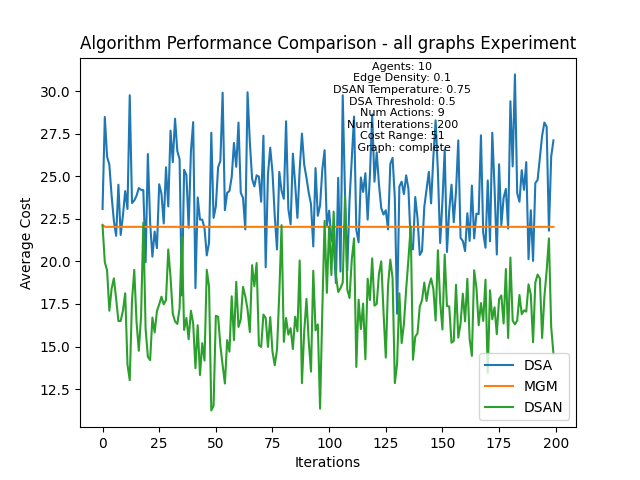 Algorithm Performance Comparison - all graphs Experiment
Agents: 10
Edge Density: 0.1
DSAN Temperature: 0.75
DSA Threshold: 0.5
Num Actions: 9
Num Iterations: 200
Cost Range: 51
Graph: complete
Average Cost
30.0
27.5
25.0
22.5
20.0
17.5
15.0
12.5
DSA
MGM
DSAN
0 25 50 75 100 125 150 175 200
Iterations